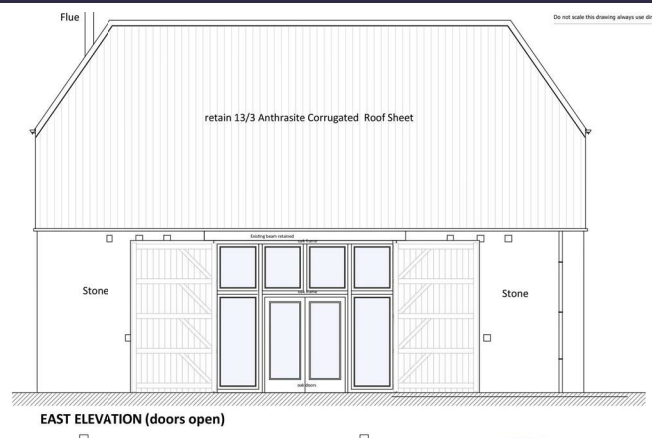 Flue
Do not scale this drawing always use
retain 13/3 Anthrasite Corrugated Roof Sheet
Existing beam retained
oak frame
oak frame
Stone
Stone
oak doors
EAST ELEVATION (doors open)